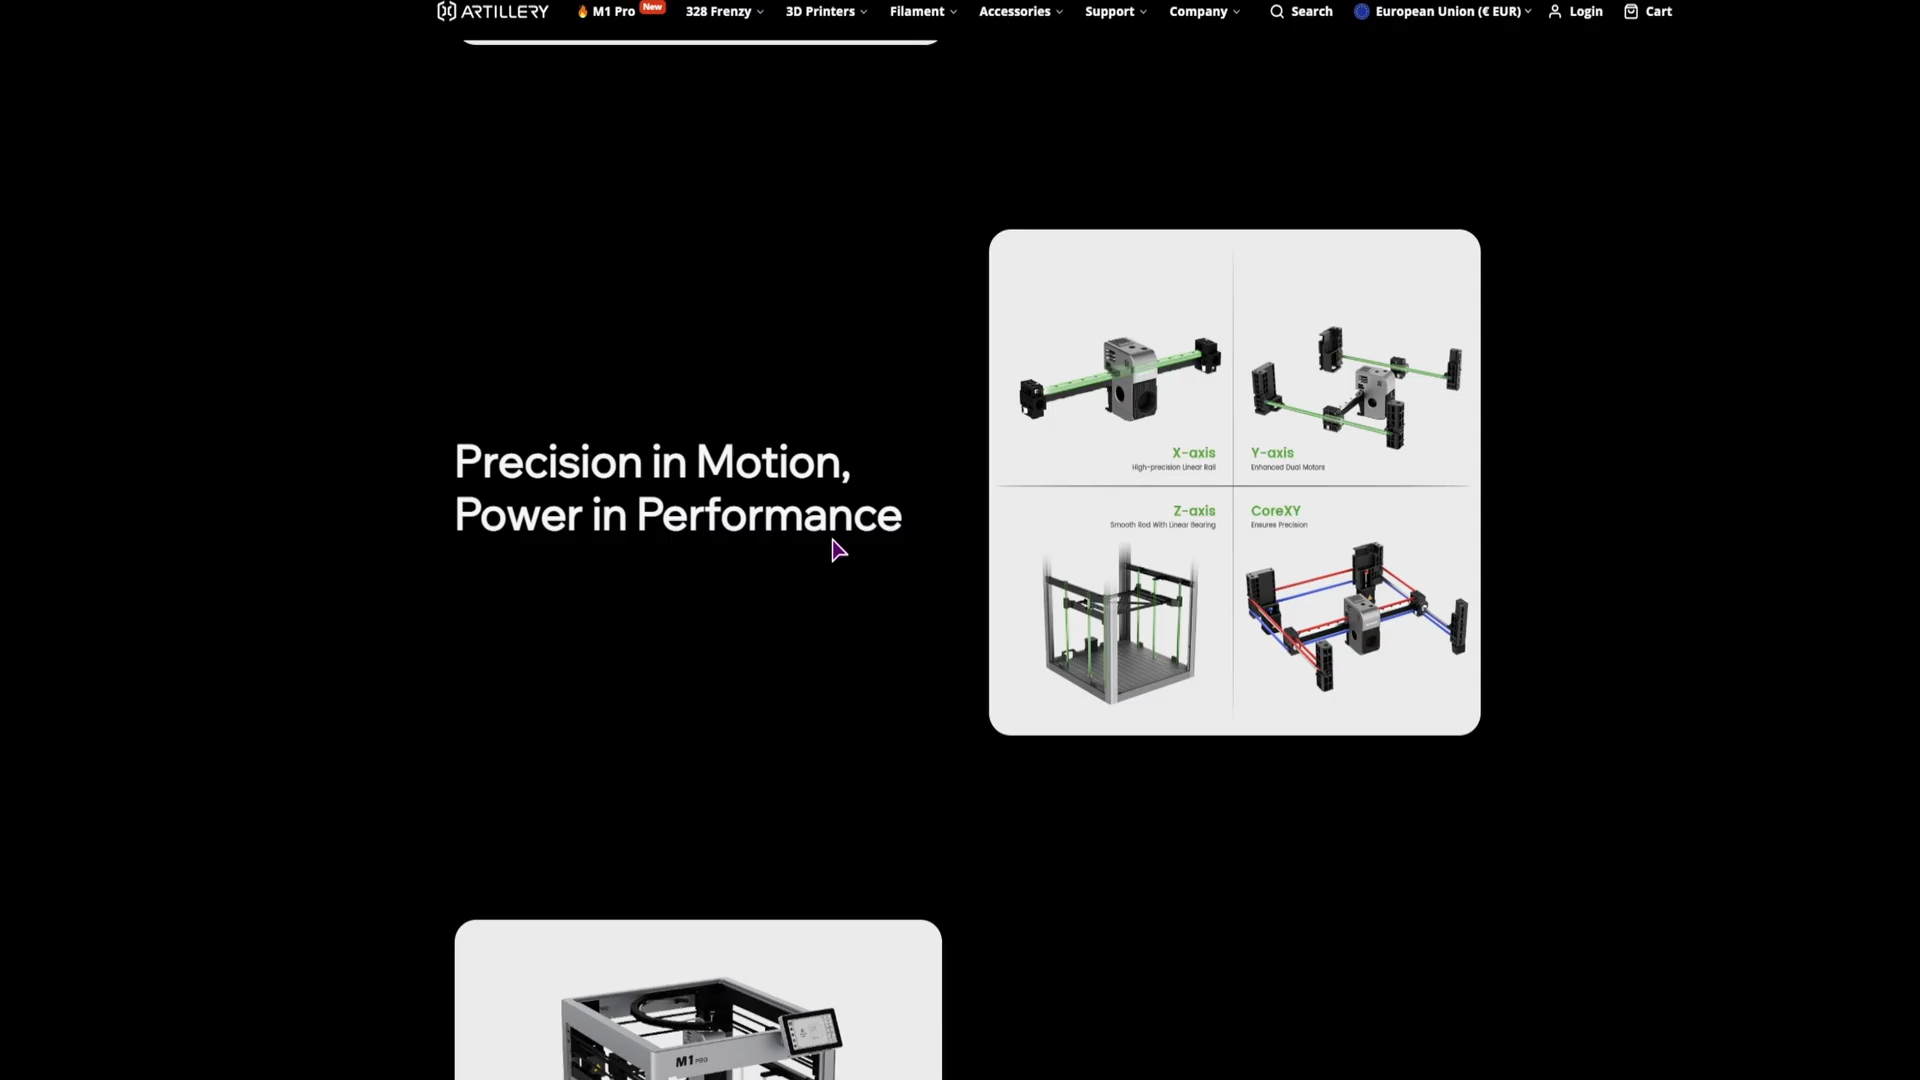 ARTILLERY
M1 Pro New
328 Frenzy
3D Printers
Filament
Accessories
Support
Company
Search
European Union (€ EUR)
Login
Cart
Precision in Motion,
Power in Performance
X-axis
High-precision Linear Rail
Y-axis
Enhanced Dual Motors
Z-axis
Smooth Rod With Linear Bearing
CoreXY
Ensures Precision
M1 PRO